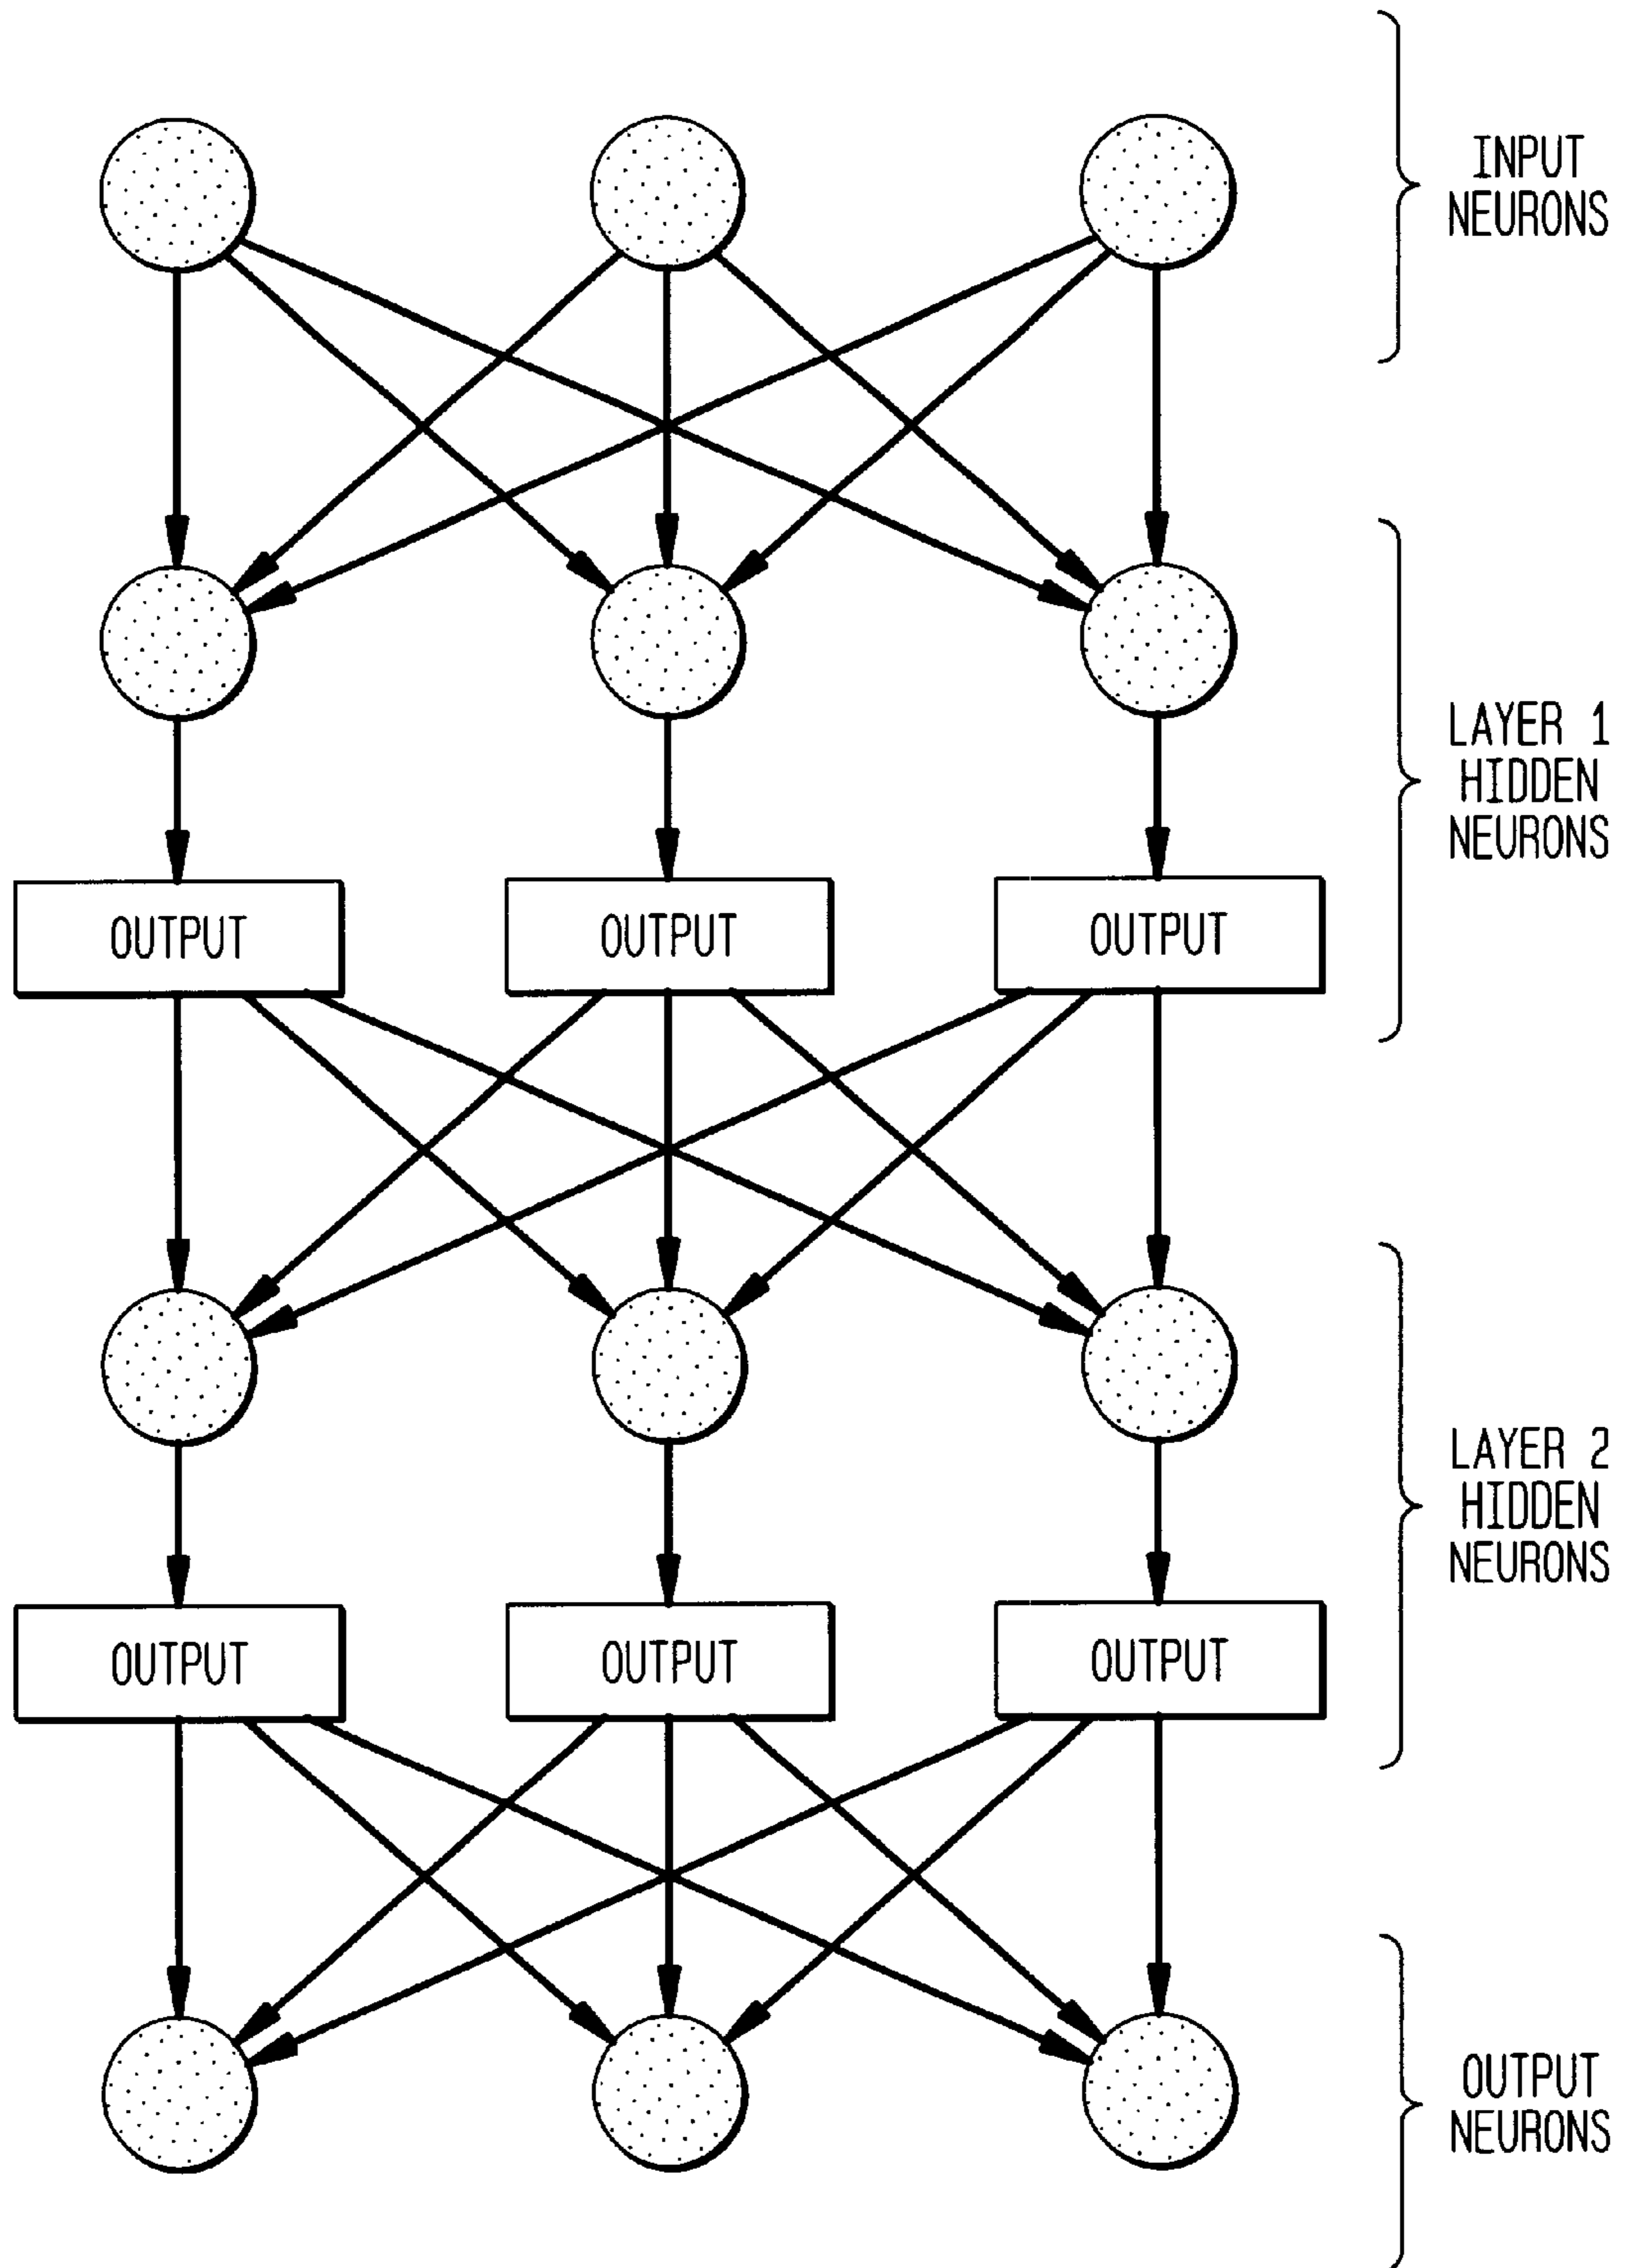 INPUT
NEURONS
LAYER 1
HIDDEN
NEURONS
OUTPUT OUTPUT OUTPUT
LAYER 2
HIDDEN
NEURONS
OUTPUT OUTPUT OUTPUT
OUTPUT
NEURONS